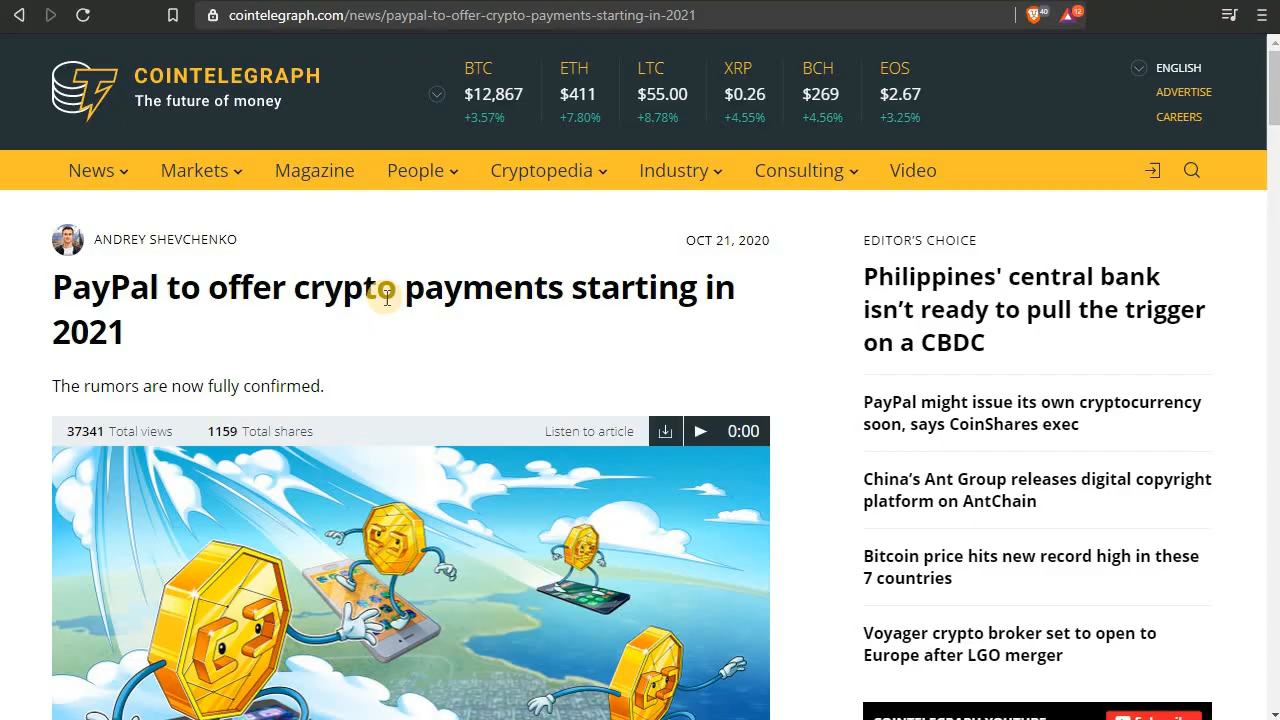 cointelegraph.com/news/paypal-to-offer-crypto-payments-starting-in-2021
40
12
COINTELEGRAPH
The future of money
BTC ETH LTC XRP BCH EOS
$12,867 $411 $55.00 $0.26 $269 $2.67
+3.57% +7.80% +8.78% +4.55% +4.56% +3.25%
ENGLISH
ADVERTISE
CAREERS
News Markets Magazine People Cryptopedia Industry Consulting Video
ANDREY SHEVCHENKO
OCT 21, 2020
PayPal to offer crypto payments starting in
2021
The rumors are now fully confirmed.
37341 Total views 1159 Total shares Listen to article 0:00
EDITOR'S CHOICE
Philippines' central bank
isn’t ready to pull the trigger
on a CBDC
PayPal might issue its own cryptocurrency
soon, says CoinShares exec
China’s Ant Group releases digital copyright
platform on AntChain
Bitcoin price hits new record high in these
7 countries
Voyager crypto broker set to open to
Europe after LGO merger
COINTELEGRAPH YOUTUBE